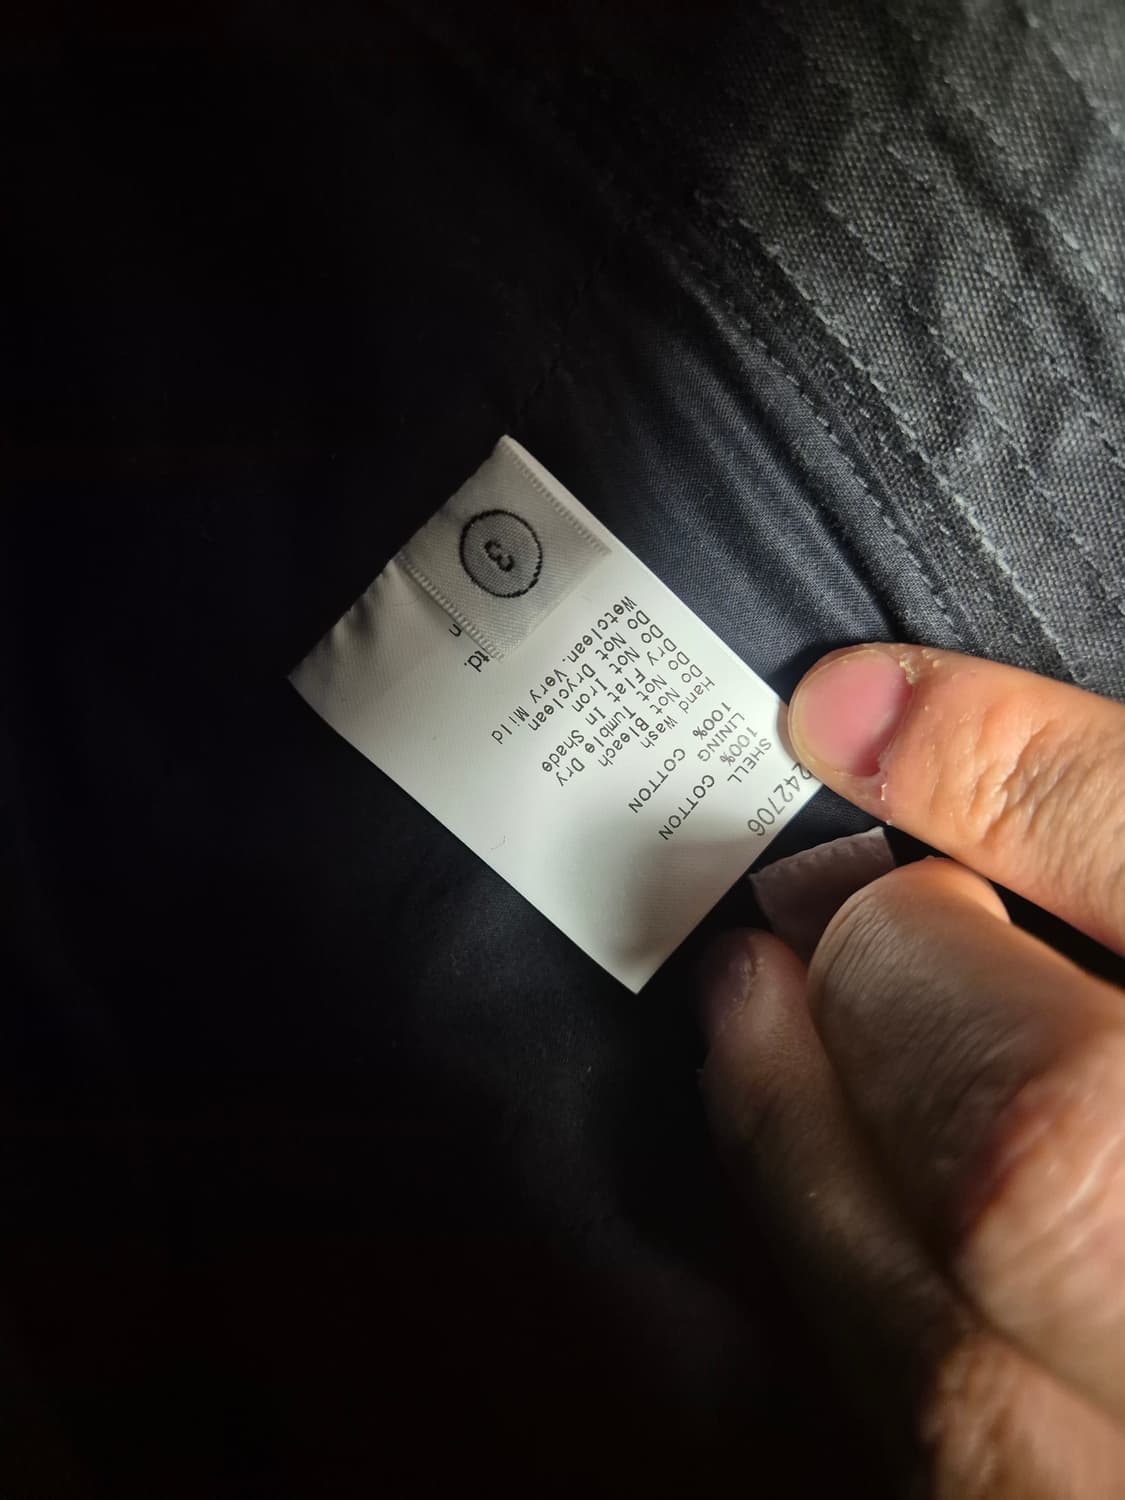 242706
SHELL
100% COTTON
LINING
100% COTTON
Hand Wash
Do Not Bleach
Do Not Tumble Dry
Dry Flat In Shade
Do Not Iron
Do Not Dryclean
Wetclean. Very Mild
3